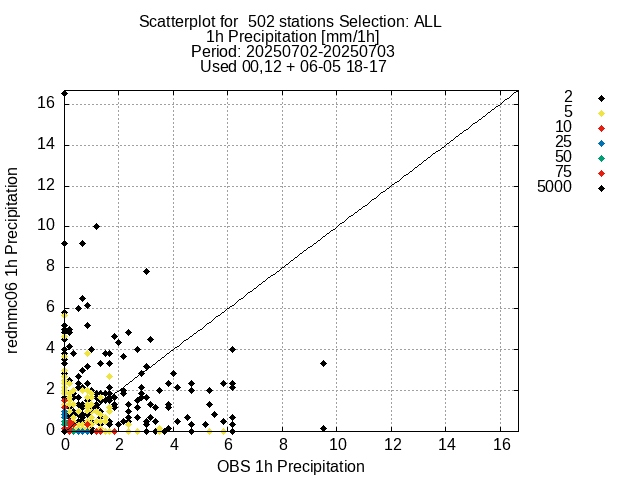 Scatterplot for  502 stations Selection: ALL
1h Precipitation [mm/1h]
Period: 20250702-20250703
Used 00,12 + 06-05 18-17
2
5
10
25
50
75
5000
rednmc06 1h Precipitation
16
14
12
10
8
6
4
2
0
0 2 4 6 8 10 12 14 16
OBS 1h Precipitation